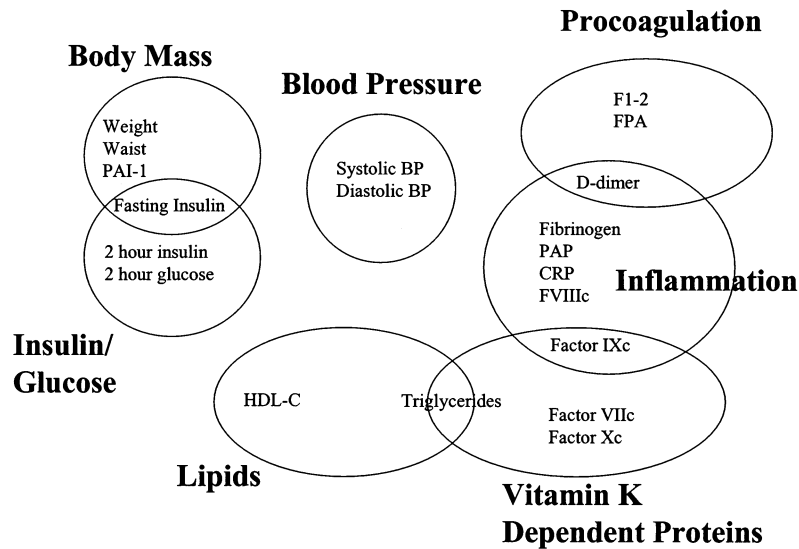 Procoagulation
Body Mass
Blood Pressure
F1-2
FPA
Weight
Waist
PAI-1
Systolic BP
Diastolic BP
D-dimer
Fasting Insulin
Fibrinogen
PAP
CRP
FVIIIc
Inflammation
2 hour insulin
2 hour glucose
Insulin/
Glucose
Factor IXc
HDL-C
Triglycerides
Factor VIIc
Factor Xc
Lipids
Vitamin K
Dependent Proteins